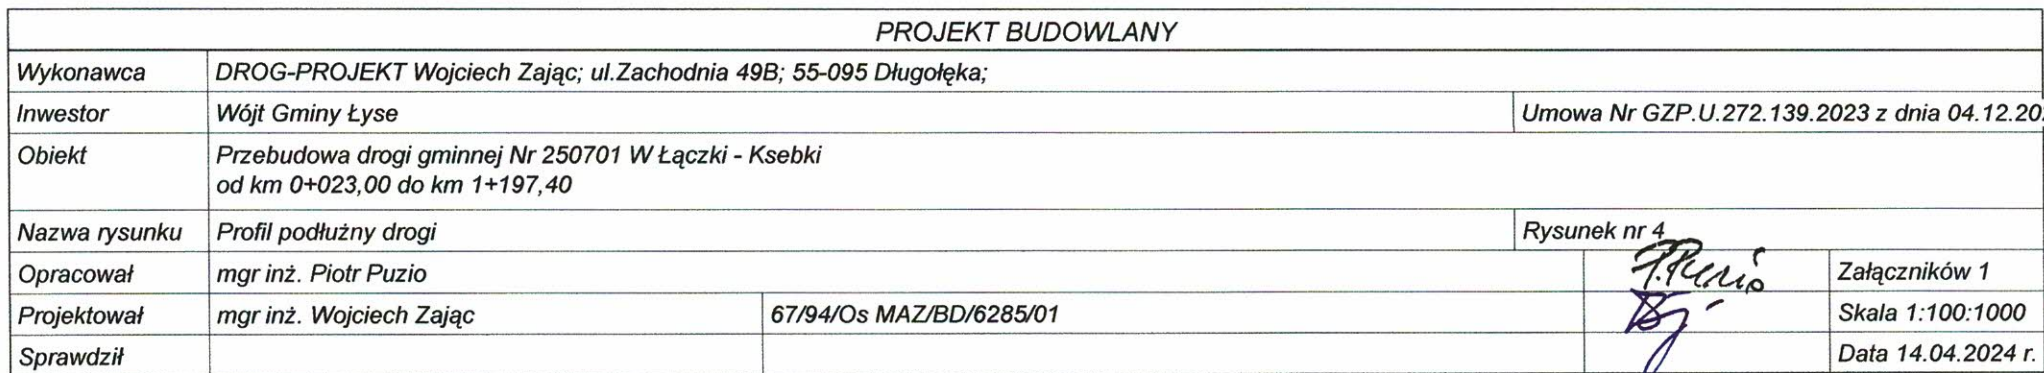 PROJEKT BUDOWLANY
Wykonawca DROG-PROJEKT Wojciech Zając; ul.Zachodnia 49B; 55-095 Długołęka;
Inwestor Wójt Gminy Łyse Umowa Nr GZP.U.272.139.2023 z dnia 04.12.20
Obiekt Przebudowa drogi gminnej Nr 250701 W Łączki - Ksebki
od km 0+023,00 do km 1+197,40
Nazwa rysunku Profil podłużny drogi Rysunek nr 4
Opracował mgr inż. Piotr Puzio P.Puzio Załączników 1
Projektował mgr inż. Wojciech Zając 67/94/Os MAZ/BD/6285/01 Skala 1:100:1000
Sprawdził Data 14.04.2024 r.